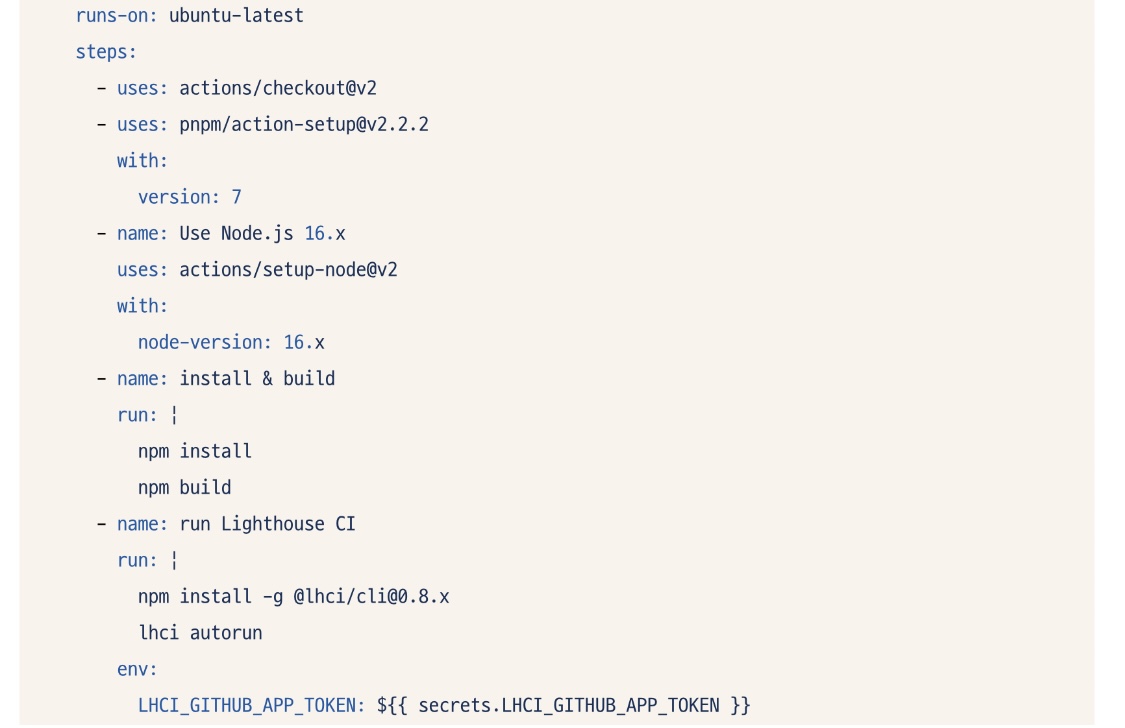 runs-on: ubuntu-latest
steps:
- uses: actions/checkout@v2
- uses: pnpm/action-setup@v2.2.2
with:
version: 7
- name: Use Node.js 16.x
uses: actions/setup-node@v2
with:
node-version: 16.x
- name: install & build
run: ¦
npm install
npm build
- name: run Lighthouse CI
run: ¦
npm install -g @lhci/cli@0.8.x
lhci autorun
env:
LHCI_GITHUB_APP_TOKEN: ${{ secrets.LHCI_GITHUB_APP_TOKEN }}